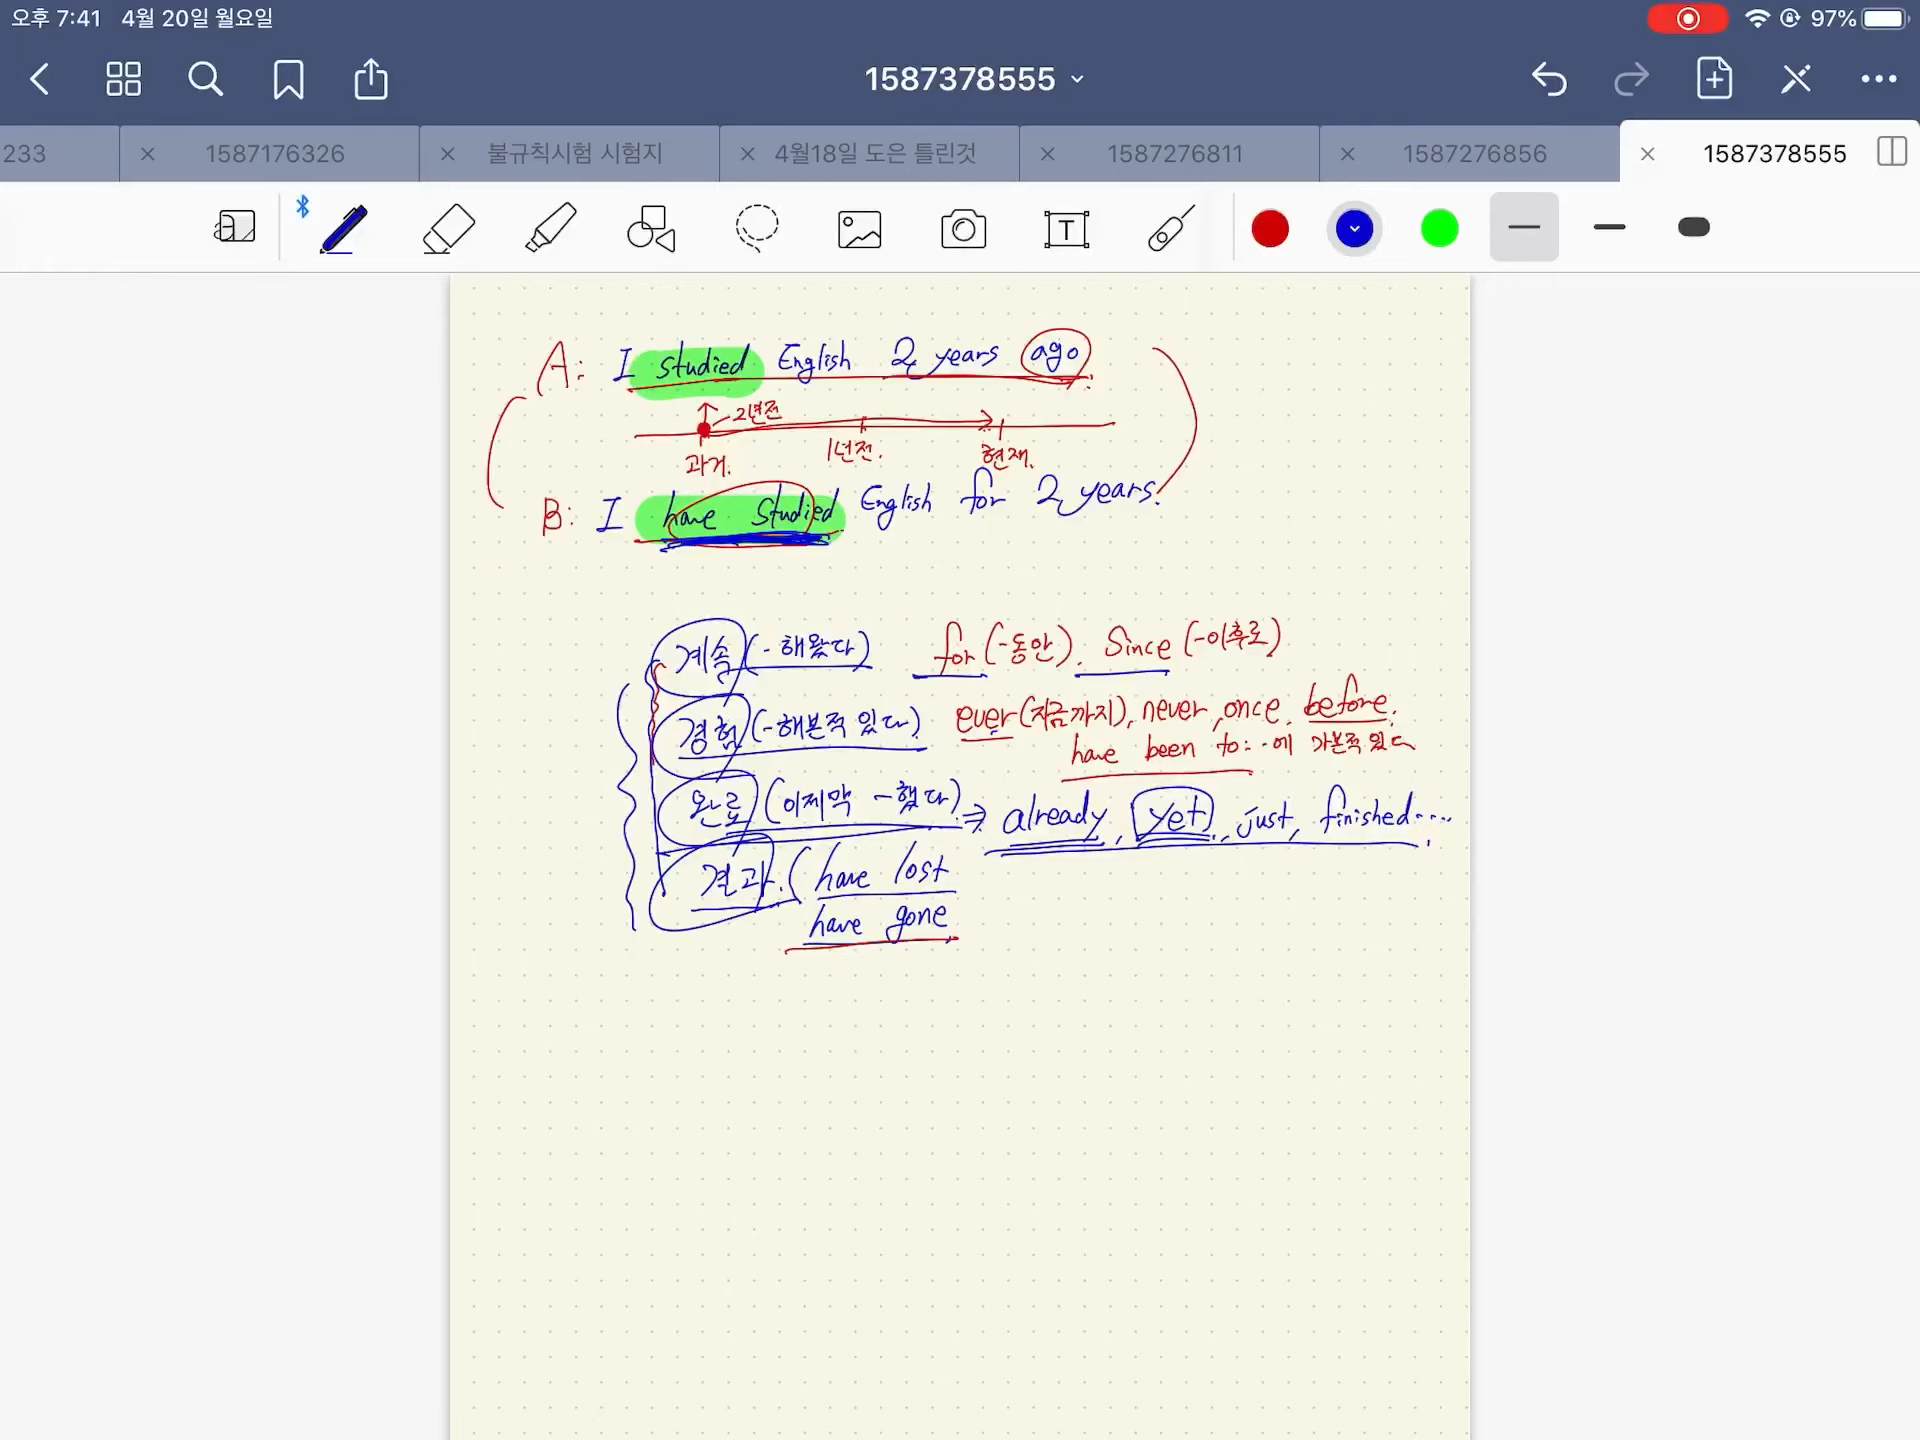 오후 7:41 4월 20일 월요일 97%
1587378555
233 1587176326 불규칙시험 시험지 4월18일 도은 틀린것 1587276811 1587276856 1587378555
A: I studied English 2 years ago.
2년전
과거. 1년전. 현재.
B: I have studied English for 2 years.
계속 (-해왔다) for (-동안). Since (-이후로)
경험 (-해본적 있다) ever (지금까지), never, once, before.
have been to: -에 가본적 있다
완료 (이제막 -했다) ⇒ already, yet, just, finished....
결과. ( have lost
have gone